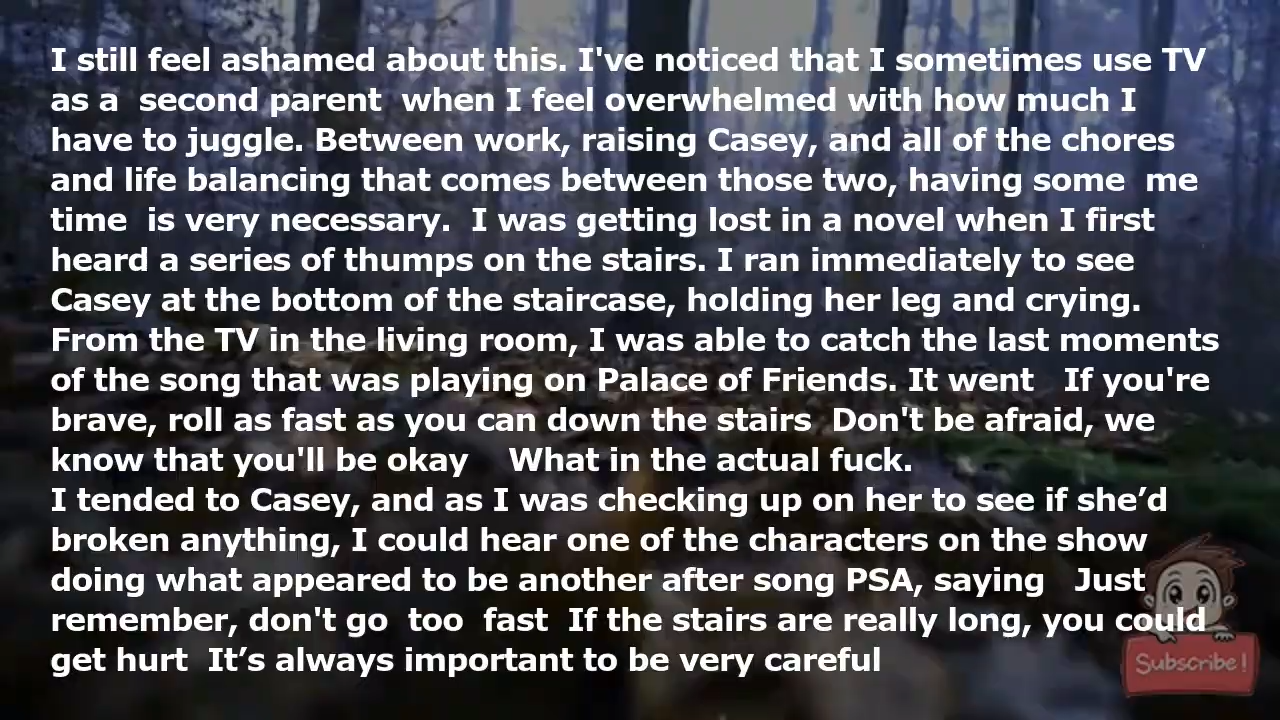 I still feel ashamed about this. I've noticed that I sometimes use TV
as a  second parent  when I feel overwhelmed with how much I
have to juggle. Between work, raising Casey, and all of the chores
and life balancing that comes between those two, having some  me
time  is very necessary.  I was getting lost in a novel when I first
heard a series of thumps on the stairs. I ran immediately to see
Casey at the bottom of the staircase, holding her leg and crying.
From the TV in the living room, I was able to catch the last moments
of the song that was playing on Palace of Friends. It went   If you're
brave, roll as fast as you can down the stairs  Don't be afraid, we
know that you'll be okay    What in the actual fuck.
I tended to Casey, and as I was checking up on her to see if she’d
broken anything, I could hear one of the characters on the show
doing what appeared to be another after song PSA, saying   Just
remember, don't go  too  fast  If the stairs are really long, you could
get hurt  It’s always important to be very careful
Subscribe!